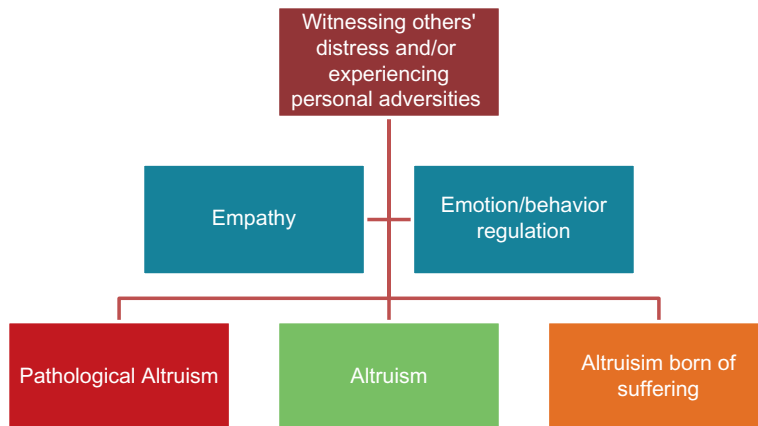 Witnessing others'
distress and/or
experiencing
personal adversities
Empathy
Emotion/behavior
regulation
Pathological Altruism
Altruism
Altruisim born of
suffering